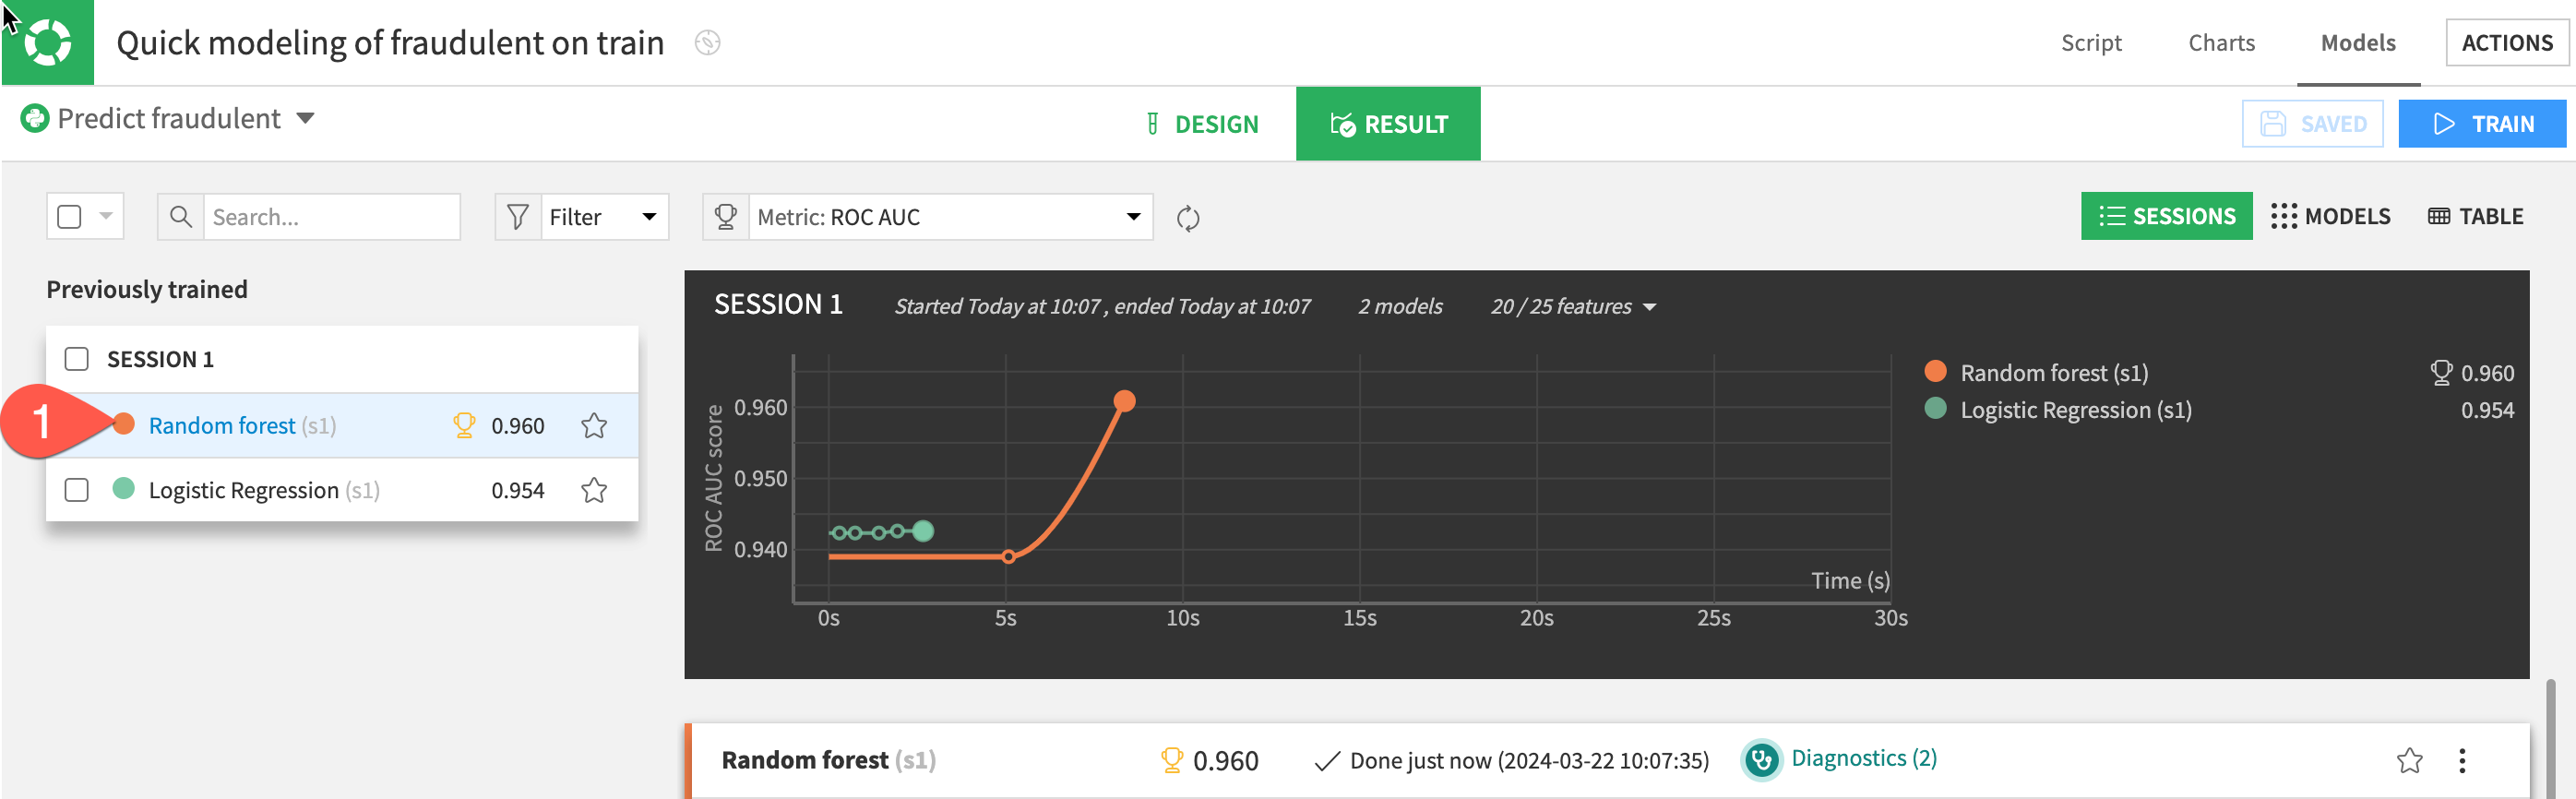 Quick modeling of fraudulent on train
Script
Charts
Models
ACTIONS
Predict fraudulent
DESIGN
RESULT
SAVED
TRAIN
Search...
Filter
Metric: ROC AUC
SESSIONS
MODELS
TABLE
Previously trained
SESSION 1
1
Random forest (s1) 0.960
Logistic Regression (s1) 0.954
SESSION 1 Started Today at 10:07 , ended Today at 10:07 2 models 20 / 25 features
ROC AUC score
0.960
0.950
0.940
Time (s)
0s 5s 10s 15s 20s 25s 30s
Random forest (s1) 0.960
Logistic Regression (s1) 0.954
Random forest (s1) 0.960 Done just now (2024-03-22 10:07:35) Diagnostics (2)